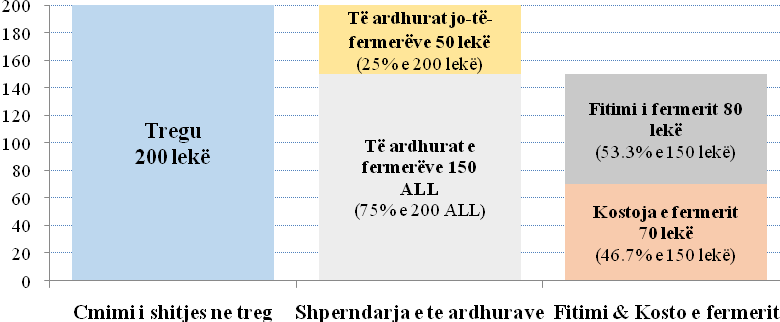 200
180
160
140
120
100
80
60
40
20
0
Tregu
200 lekë
Të ardhurat jo-të-
fermerëve 50 lekë
(25% e 200 lekë)
Të ardhurat e
fermerëve 150
ALL
(75% e 200 ALL)
Fitimi i fermerit 80
lekë
(53.3% e 150 lekë)
Kostoja e fermerit
70 lekë
(46.7% e 150 lekë)
Cmimi i shitjes ne treg
Shperndarja e te ardhurave
Fitimi & Kosto e fermerit